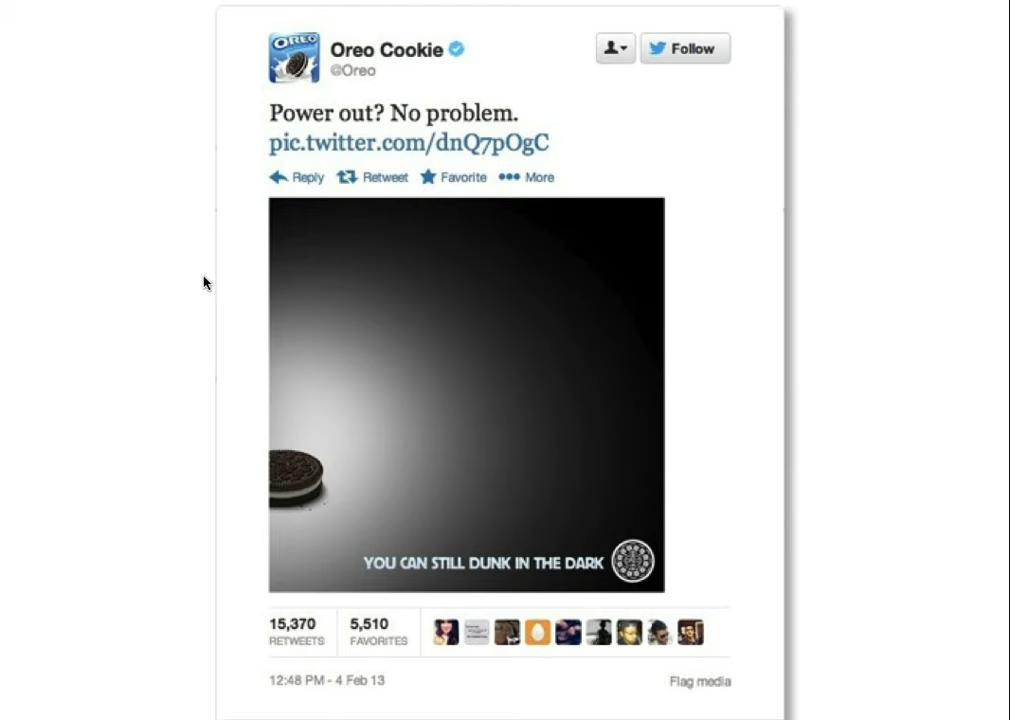 OREO
Oreo Cookie
@Oreo
Follow
Power out? No problem.
pic.twitter.com/dnQ7pOgC
Reply Retweet Favorite More
YOU CAN STILL DUNK IN THE DARK
15,370 5,510
RETWEETS FAVORITES
12:48 PM - 4 Feb 13
Flag media